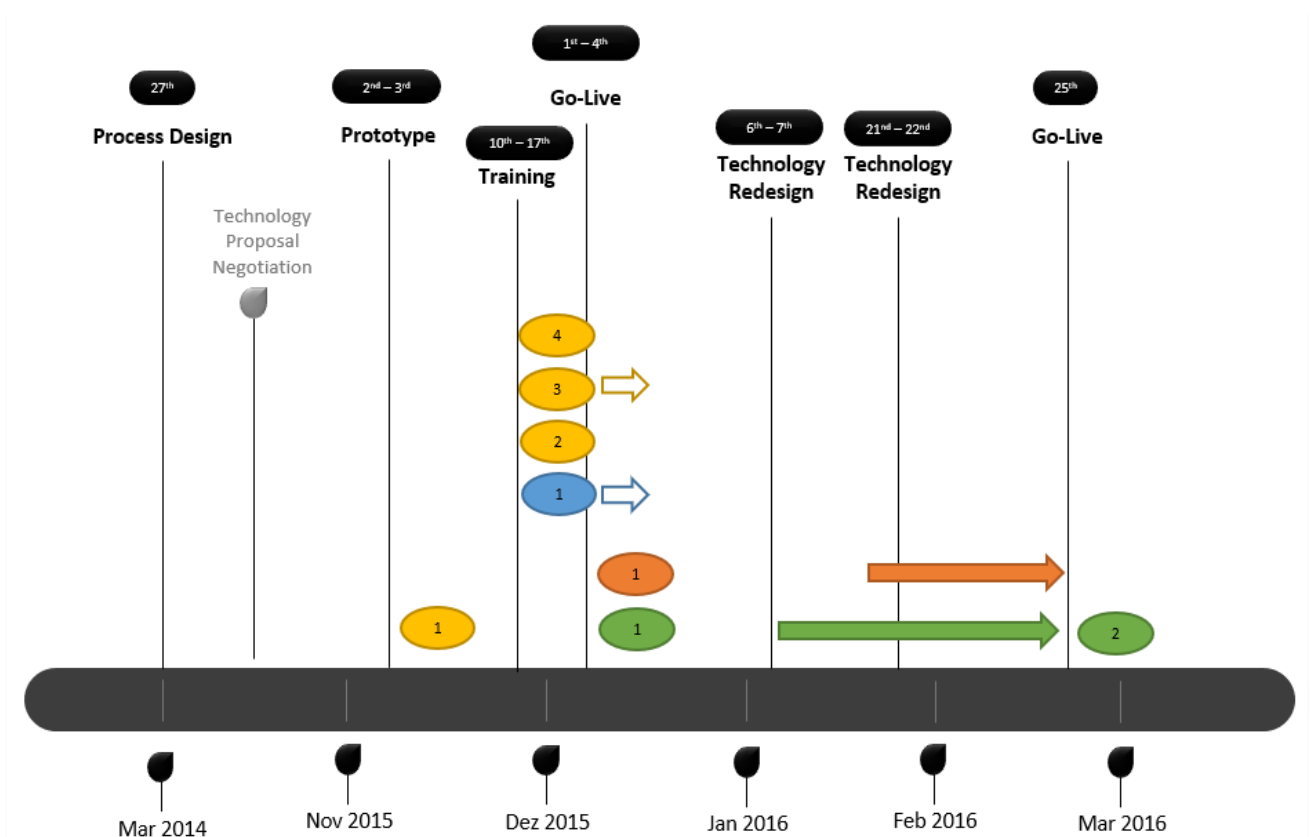 1st – 4th
Go-Live
27th
Process Design
2nd – 3rd
Prototype
10th – 17th
Training
6th – 7th
Technology
Redesign
21nd – 22nd
Technology
Redesign
25th
Go-Live
Technology
Proposal
Negotiation
4
3
2
1
1
1
1
2
Mar 2014
Nov 2015
Dez 2015
Jan 2016
Feb 2016
Mar 2016